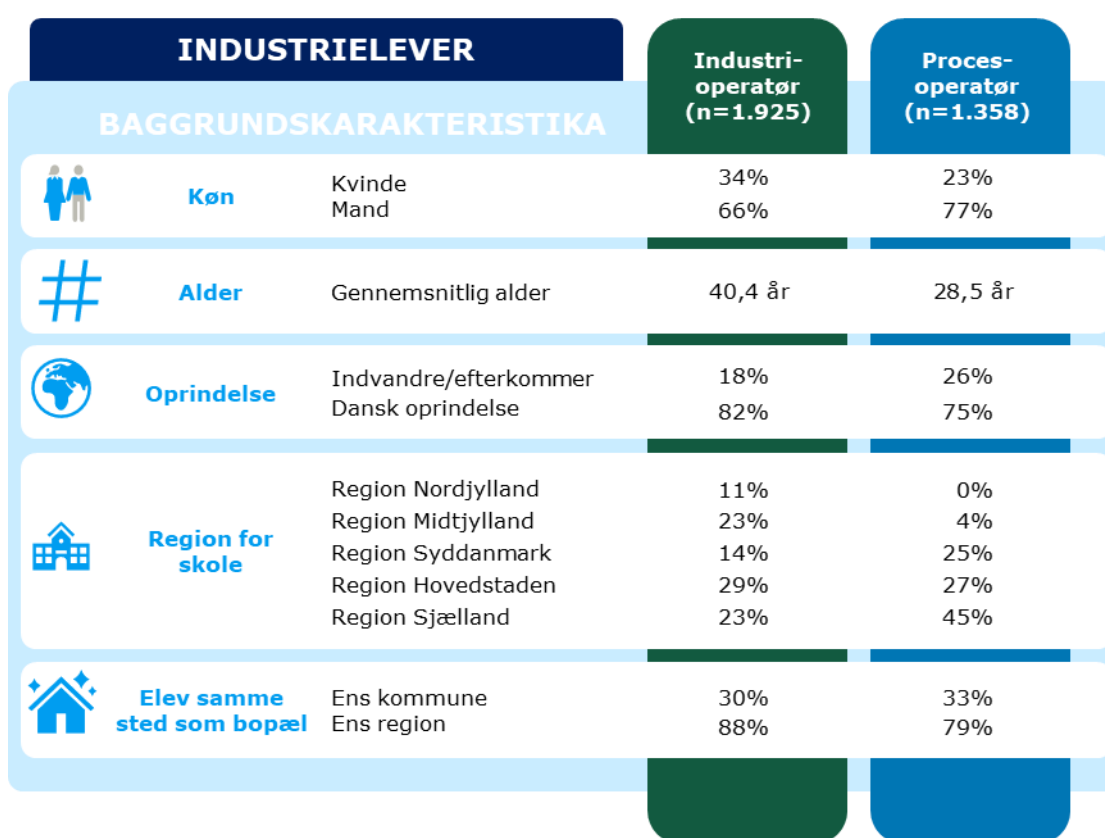 INDUSTRIELEVER
Industri-
operatør
(n=1.925)
Proces-
operatør
(n=1.358)
BAGGRUNDSKARAKTERISTIKA
Køn
Kvinde 34% 23%
Mand 66% 77%
Alder Gennemsnitlig alder 40,4 år 28,5 år
Oprindelse
Indvandre/efterkommer 18% 26%
Dansk oprindelse 82% 75%
Region for
skole
Region Nordjylland 11% 0%
Region Midtjylland 23% 4%
Region Syddanmark 14% 25%
Region Hovedstaden 29% 27%
Region Sjælland 23% 45%
Elev samme
sted som bopæl
Ens kommune 30% 33%
Ens region 88% 79%